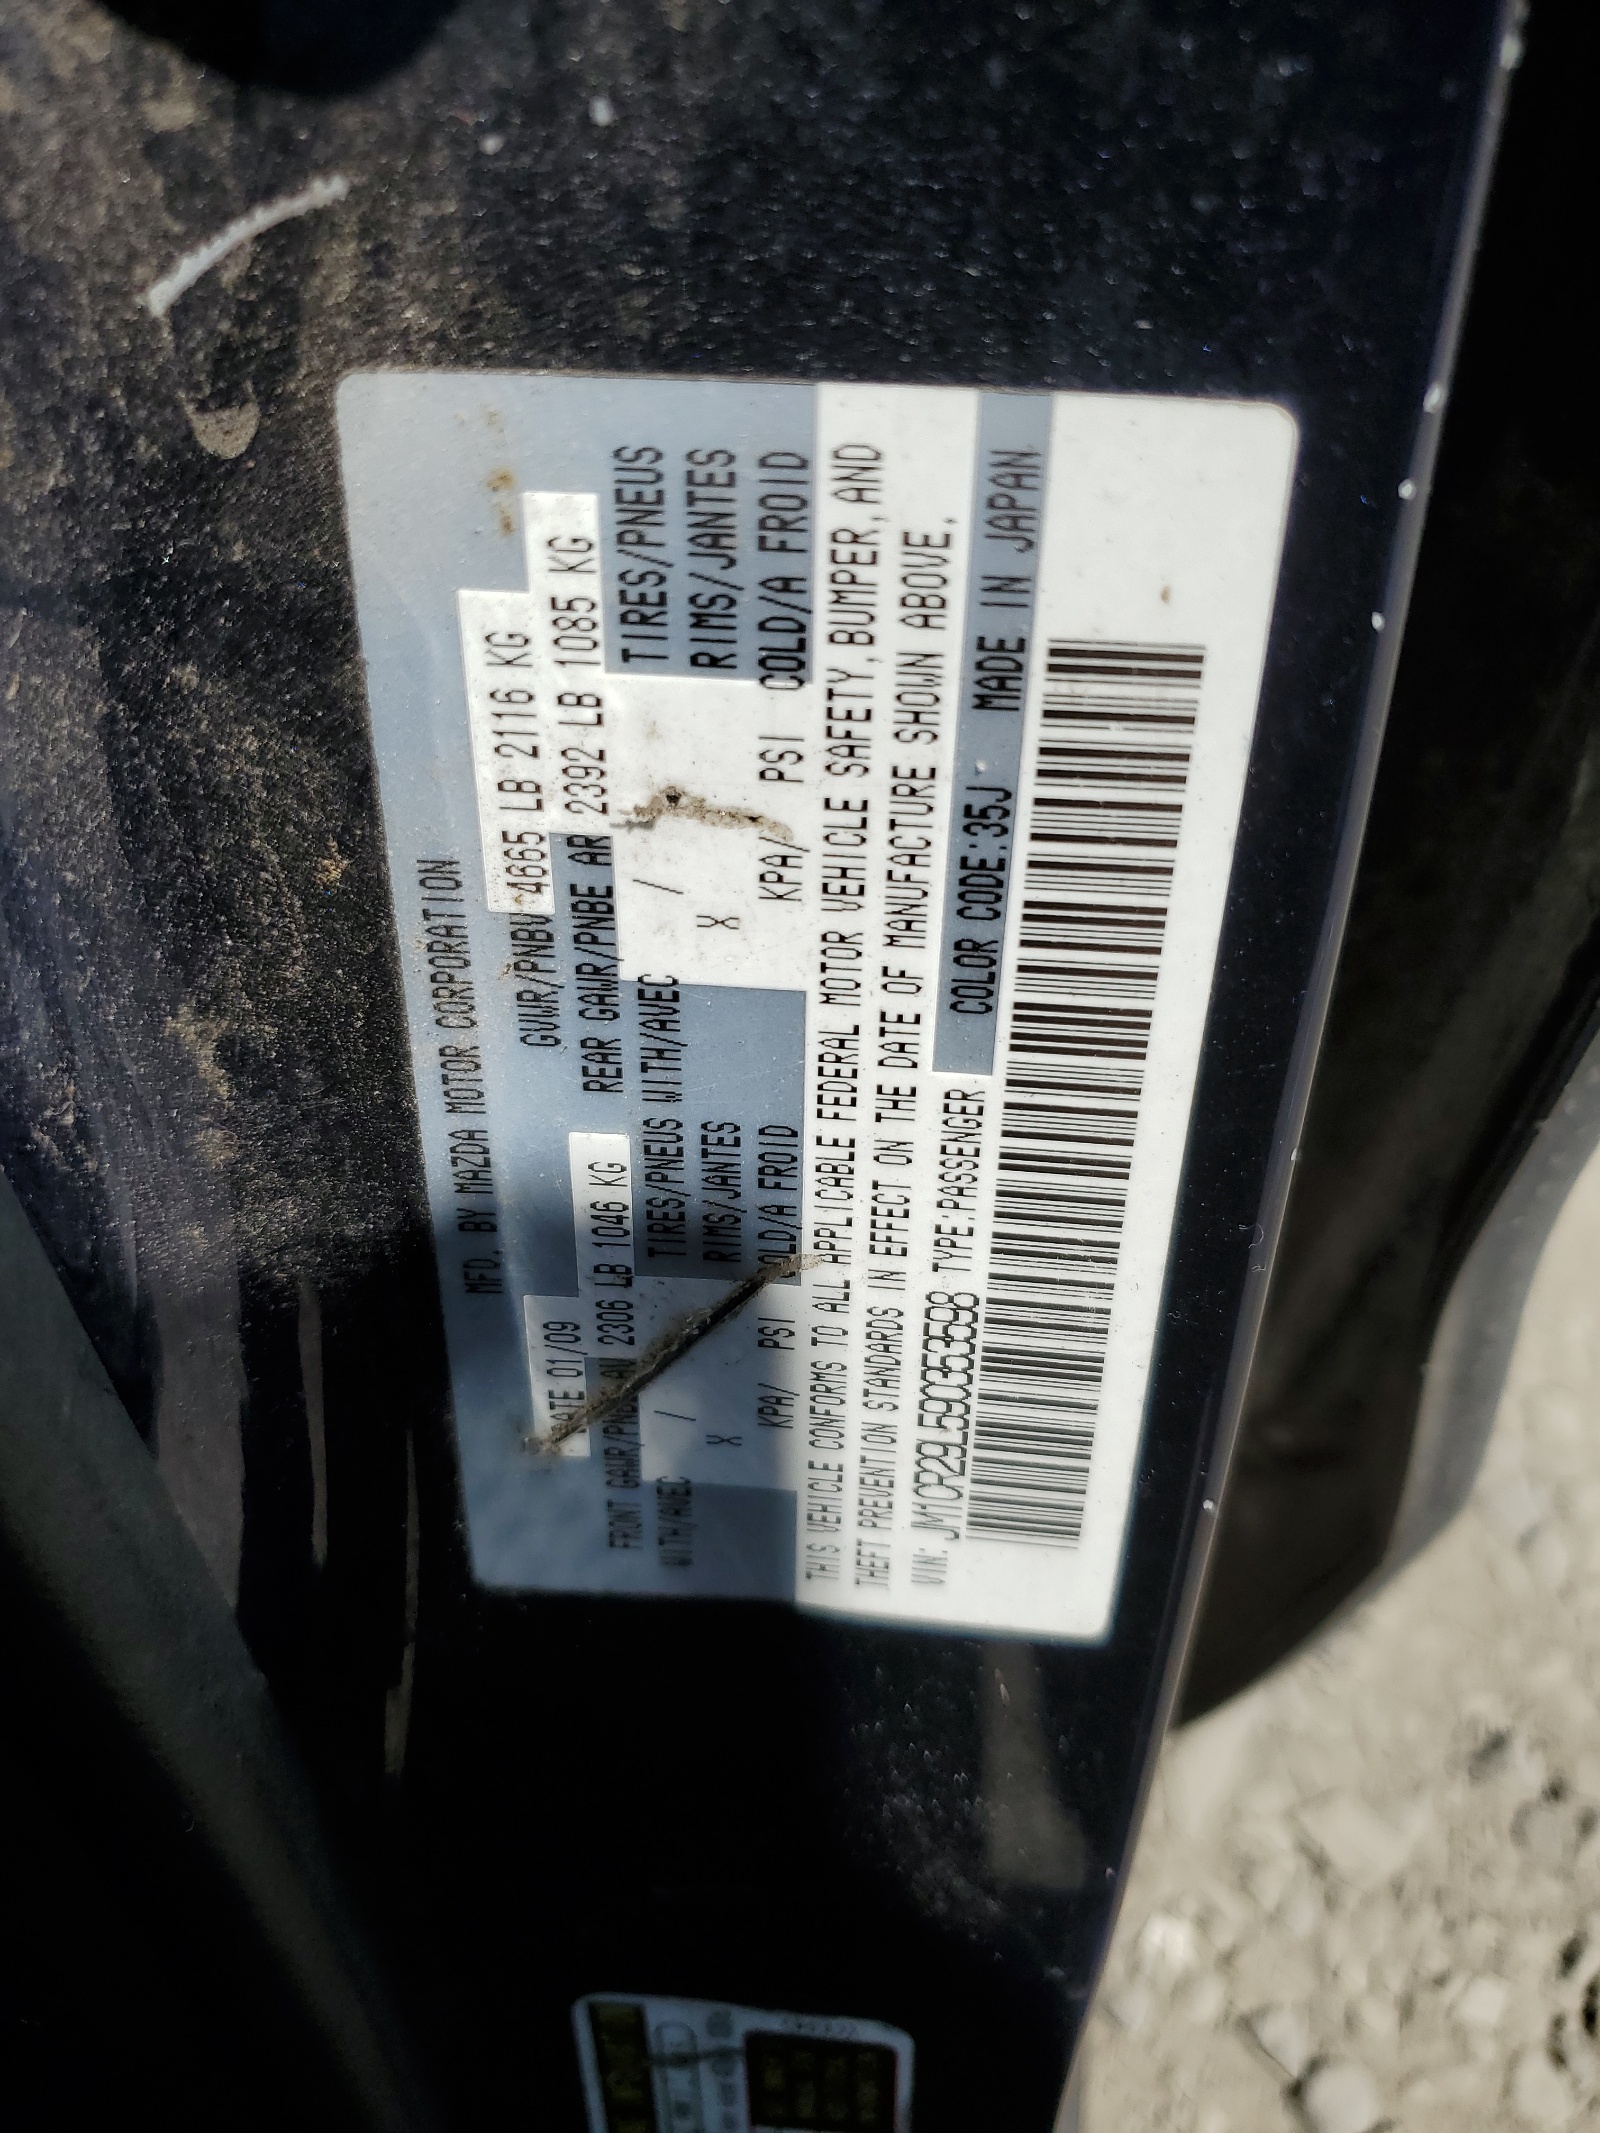 MFD. BY MAZDA MOTOR CORPORATION
DATE 01/09 GVWR/PNBV 4665 LB 2116 KG
FRONT GAWR/PNBE AV 2306 LB 1046 KG REAR GAWR/PNBE AR 2392 LB 1085 KG
WITH/AVEC / TIRES/PNEUS WITH/AVEC / TIRES/PNEUS
X RIMS/JANTES X RIMS/JANTES
KPA/ PSI COLD/A FROID KPA/ PSI COLD/A FROID
THIS VEHICLE CONFORMS TO ALL APPLICABLE FEDERAL MOTOR VEHICLE SAFETY, BUMPER, AND
THEFT PREVENTION STANDARDS IN EFFECT ON THE DATE OF MANUFACTURE SHOWN ABOVE.
VIN: JM1CR29L590353598 TYPE:PASSENGER COLOR CODE:35J MADE IN JAPAN